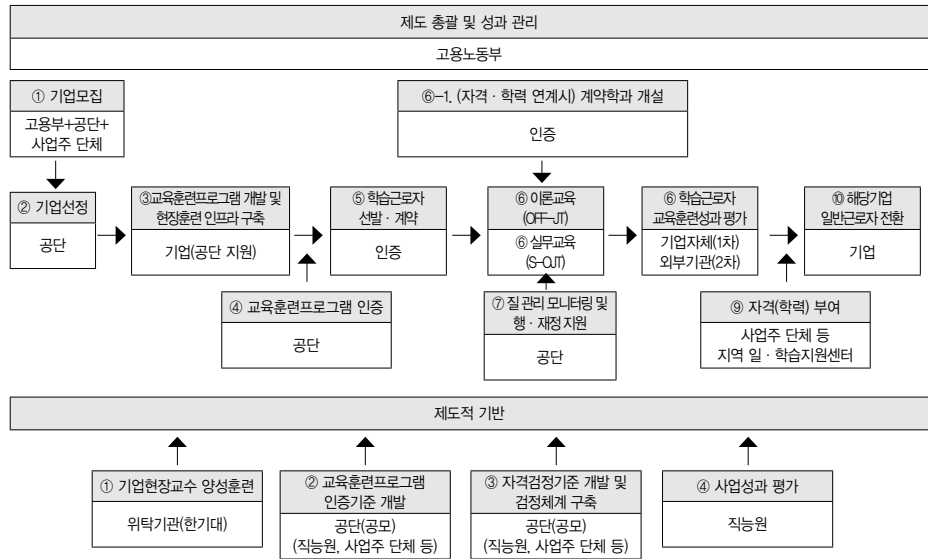 제도 총괄 및 성과 관리
고용노동부
① 기업모집
고용부+공단+
사업주 단체
⑥-1. (자격·학력 연계시) 계약학과 개설
인증
② 기업선정
공단
③교육훈련프로그램 개발 및
현장훈련 인프라 구축
기업(공단 지원)
⑤ 학습근로자
선발·계약
인증
⑥ 이론교육
(OFF-JT)
⑥ 실무교육
(S-OJT)
⑥ 학습근로자
교육훈련성과 평가
기업자체(1차)
외부기관(2차)
⑩ 해당기업
일반근로자 전환
기업
④ 교육훈련프로그램 인증
공단
⑦ 질 관리 모니터링 및
행·재정 지원
공단
⑨ 자격(학력) 부여
사업주 단체 등
지역 일·학습지원센터
제도적 기반
① 기업현장교수 양성훈련
위탁기관(한기대)
② 교육훈련프로그램
인증기준 개발
공단(공모)
(직능원, 사업주 단체 등)
③ 자격검정기준 개발 및
검정체계 구축
공단(공모)
(직능원, 사업주 단체 등)
④ 사업성과 평가
직능원